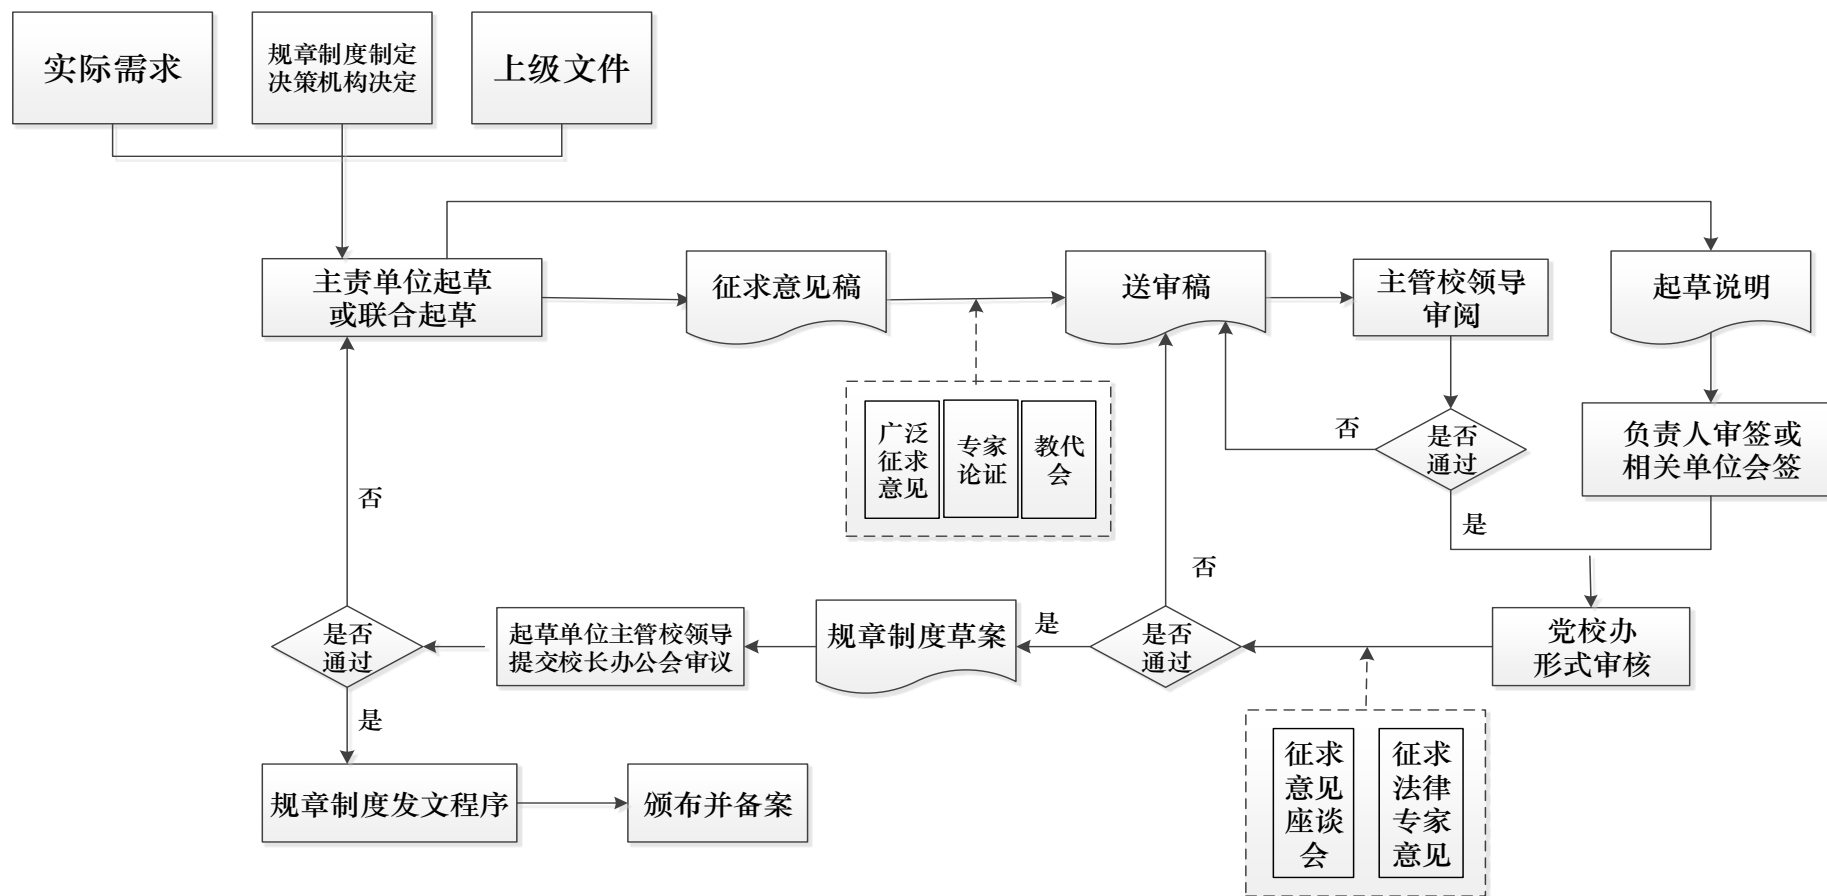 实际需求
规章制度制定
决策机构决定
上级文件
主责单位起草
或联合起草
征求意见稿
送审稿
主管校领导
审阅
起草说明
广泛
征求
意见
专家
论证
教代
会
否
是否
通过
是
负责人审签或
相关单位会签
否
否
是否
通过
是
起草单位主管校领导
提交校长办公会审议
规章制度草案
是
是否
通过
党校办
形式审核
规章制度发文程序
颁布并备案
征求
意见
座谈
会
征求
法律
专家
意见